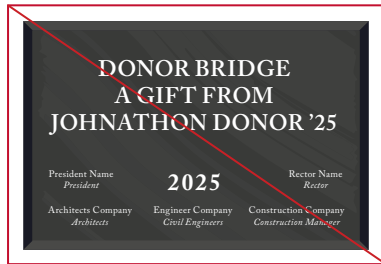 DONOR BRIDGE
A GIFT FROM
JOHNATHON DONOR ’25
President Name
President
2025
Rector Name
Rector
Architects Company
Architects
Engineer Company
Civil Engineers
Construction Company
Construction Manager